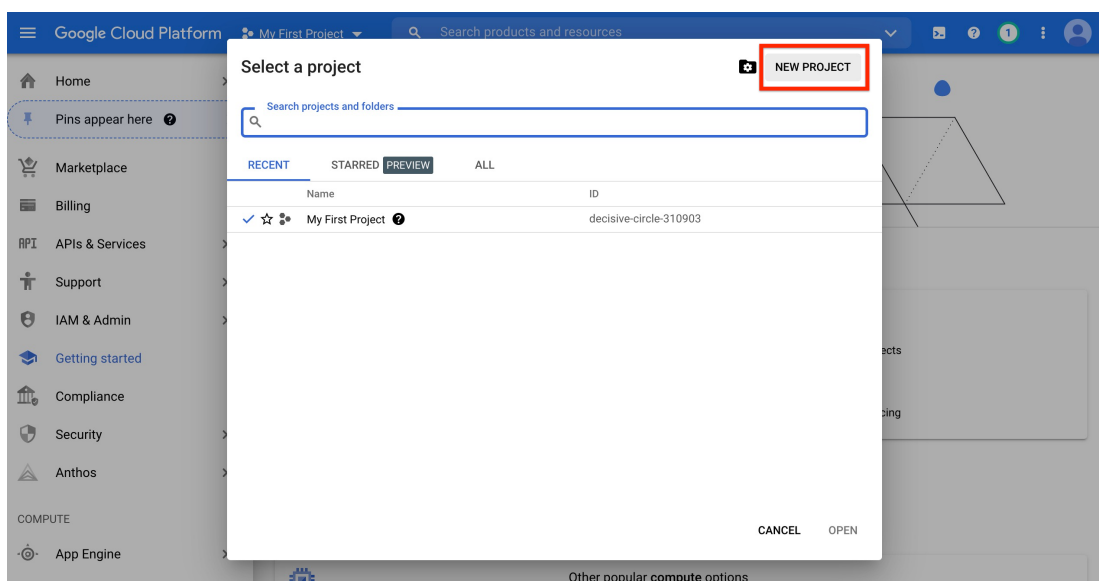 Google Cloud Platform My First Project Search products and resources 1
Select a project NEW PROJECT
Search projects and folders
RECENT STARRED PREVIEW ALL
Name ID
My First Project decisive-circle-310903
CANCEL OPEN
Home
Pins appear here
Marketplace
Billing
API APIs & Services
Support
IAM & Admin
Getting started
Compliance
Security
Anthos
COMPUTE
App Engine
ects
cing
Other popular compute options